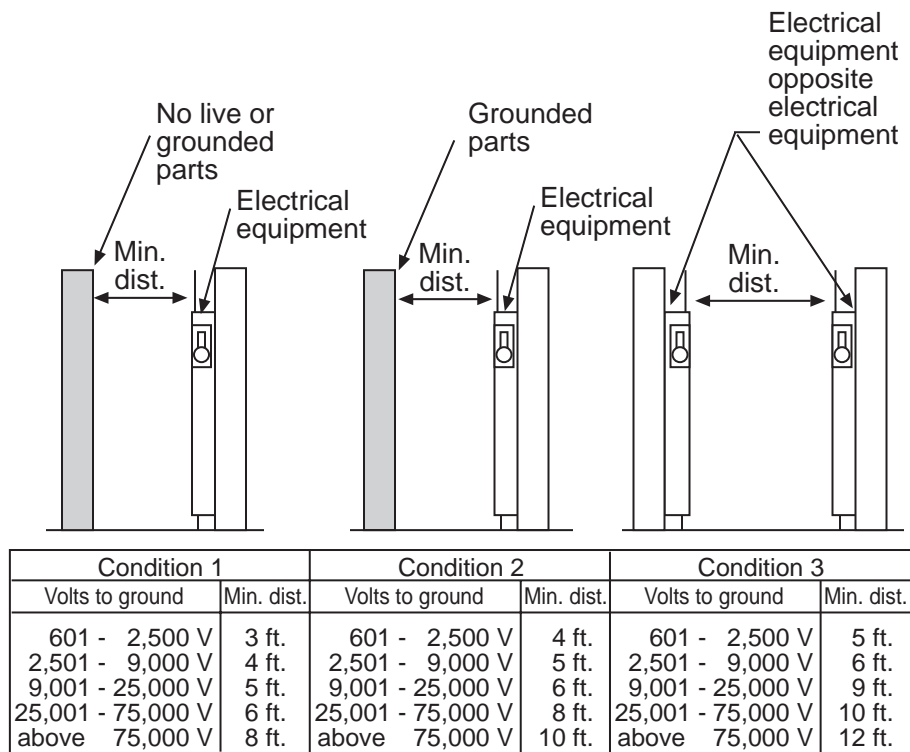 Electrical
equipment
opposite
electrical
equipment
No live or
grounded
parts
Grounded
parts
Electrical
equipment
Electrical
equipment
Min.
dist.
Min.
dist.
Min.
dist.
Condition 1 Condition 2 Condition 3
Volts to ground Min. dist. Volts to ground Min. dist. Volts to ground Min. dist.
601 - 2,500 V 3 ft. 601 - 2,500 V 4 ft. 601 - 2,500 V 5 ft.
2,501 - 9,000 V 4 ft. 2,501 - 9,000 V 5 ft. 2,501 - 9,000 V 6 ft.
9,001 - 25,000 V 5 ft. 9,001 - 25,000 V 6 ft. 9,001 - 25,000 V 9 ft.
25,001 - 75,000 V 6 ft. 25,001 - 75,000 V 8 ft. 25,001 - 75,000 V 10 ft.
above 75,000 V 8 ft. above 75,000 V 10 ft. above 75,000 V 12 ft.